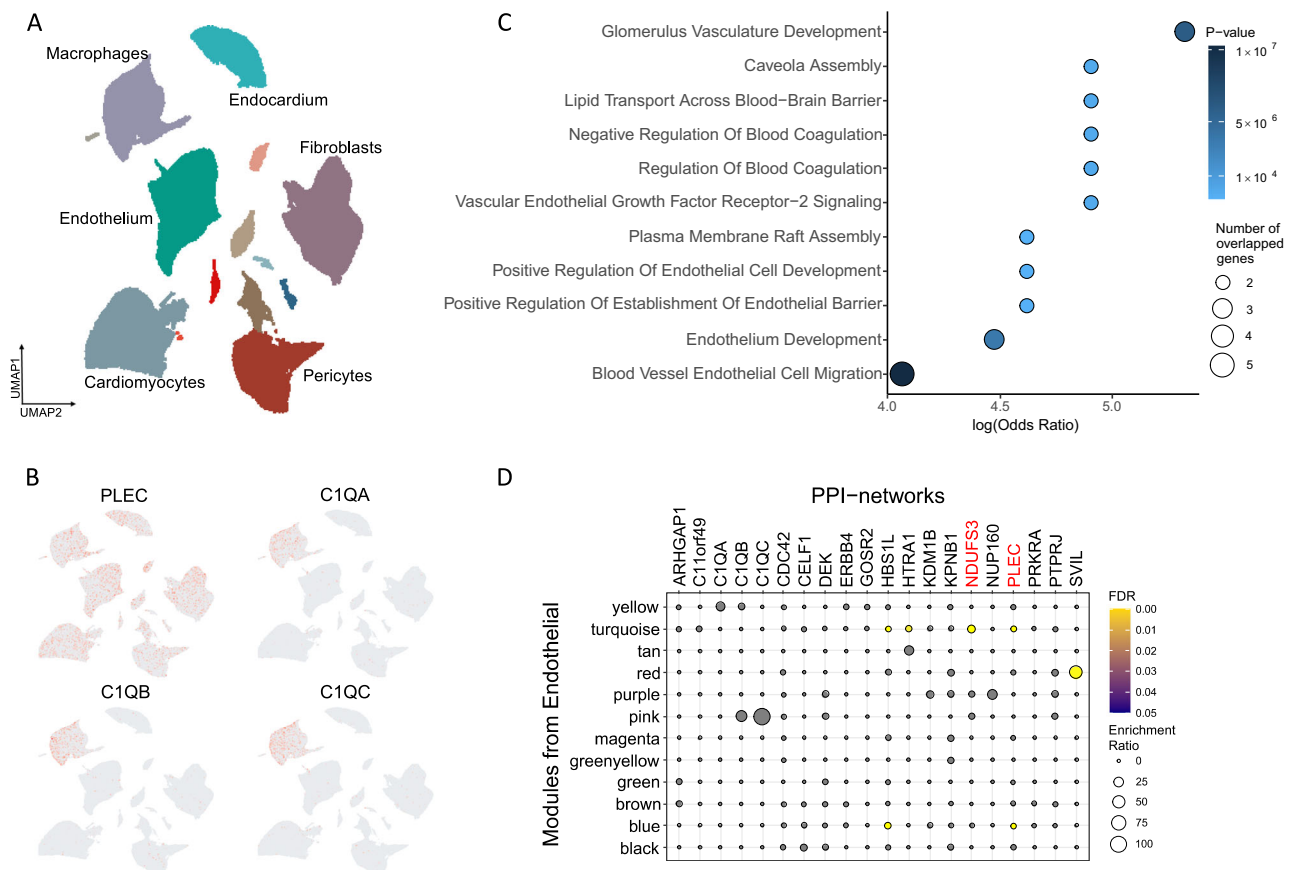 A
Macrophages
Endocardium
Fibroblasts
Endothelium
Cardiomyocytes
Pericytes
UMAP1
UMAP2
B
PLEC
C1QA
C1QB
C1QC
C
Glomerulus Vasculature Development
Caveola Assembly
Lipid Transport Across Blood−Brain Barrier
Negative Regulation Of Blood Coagulation
Regulation Of Blood Coagulation
Vascular Endothelial Growth Factor Receptor−2 Signaling
Plasma Membrane Raft Assembly
Positive Regulation Of Endothelial Cell Development
Positive Regulation Of Establishment Of Endothelial Barrier
Endothelium Development
Blood Vessel Endothelial Cell Migration
4.0 4.5 5.0
log(Odds Ratio)
P−value
1 × 10 7
5 × 10 6
1 × 10 4
Number of
overlapped
genes
2
3
4
5
D
PPI−networks
ARHGAP1
C11orf49
C1QA
C1QB
C1QC
CDC42
CELF1
DEK
ERBB4
GOSR2
HBS1L
HTRA1
KDM1B
KPNB1
NDUFS3
NUP160
PLEC
PRKRA
PTPRJ
SVIL
Modules from Endothelial
yellow
turquoise
tan
red
purple
pink
magenta
greenyellow
green
brown
blue
black
FDR
0.00
0.01
0.02
0.03
0.04
0.05
Enrichment
Ratio
0
25
50
75
100